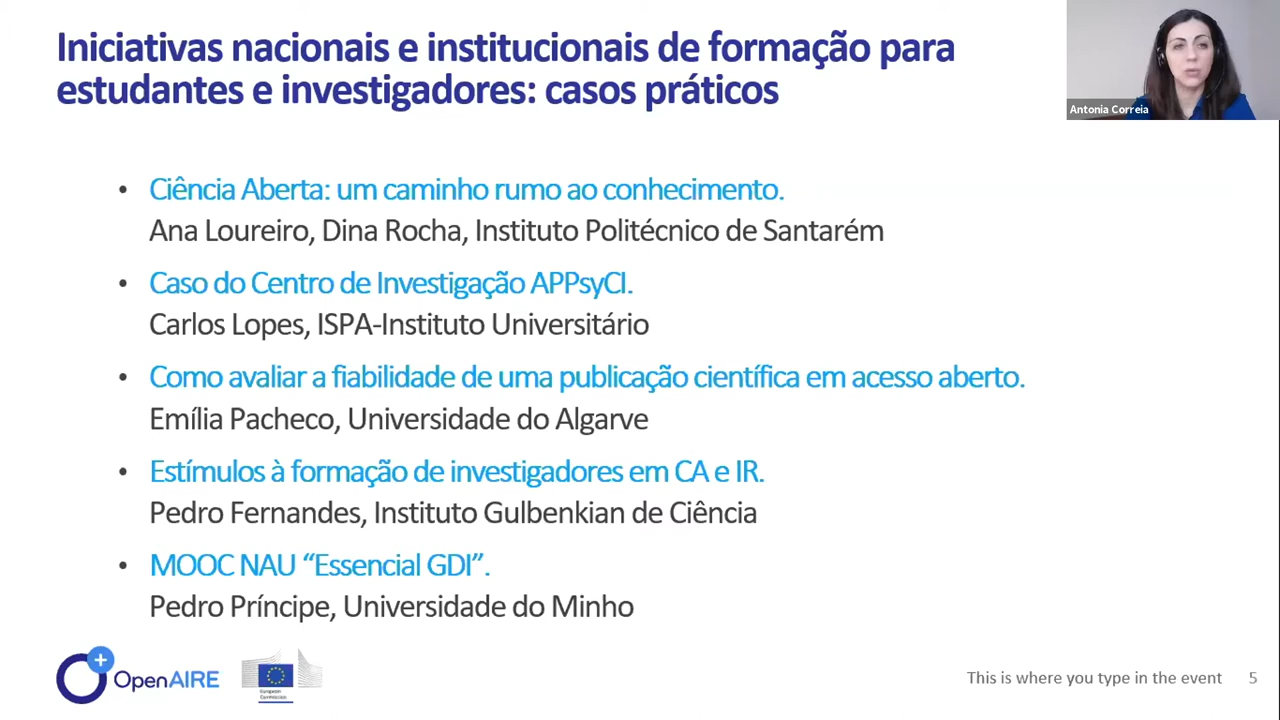 Iniciativas nacionais e institucionais de formação para
estudantes e investigadores: casos práticos
Antonia Correia
• Ciência Aberta: um caminho rumo ao conhecimento.
Ana Loureiro, Dina Rocha, Instituto Politécnico de Santarém
• Caso do Centro de Investigação APPsyCI.
Carlos Lopes, ISPA-Instituto Universitário
• Como avaliar a fiabilidade de uma publicação científica em acesso aberto.
Emília Pacheco, Universidade do Algarve
• Estímulos à formação de investigadores em CA e IR.
Pedro Fernandes, Instituto Gulbenkian de Ciência
• MOOC NAU “Essencial GDI”.
Pedro Príncipe, Universidade do Minho
OpenAIRE
European
Commission
This is where you type in the event 5